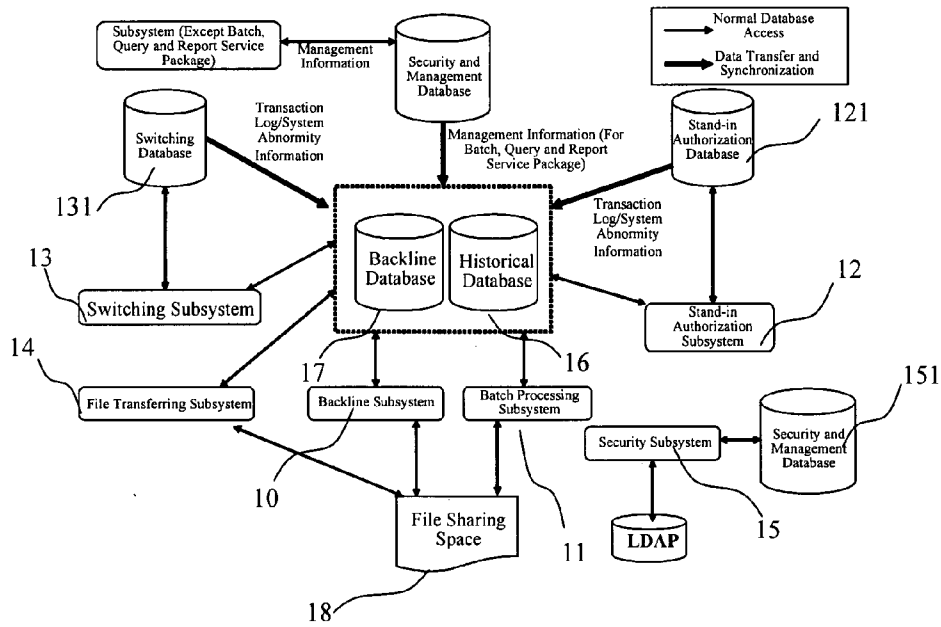 Subsystem (Except Batch,
Query and Report Service
Package)
Management
Information
Security and
Management
Database
Normal Database
Access
Data Transfer and
Synchronization
Switching
Database
131
Transaction
Log/System
Abnormity
Information
Management Information (For
Batch, Query and Report
Service Package)
Stand-in
Authorization
Database
121
Transaction
Log/System
Abnormity
Information
Backline
Database
Historical
Database
13
Switching Subsystem
12
Stand-in
Authorization
Subsystem
17
16
14
File Transferring Subsystem
Backline Subsystem
Batch Processing
Subsystem
151
Security Subsystem
Security and
Management
Database
10
11
15
File Sharing
Space
LDAP
18